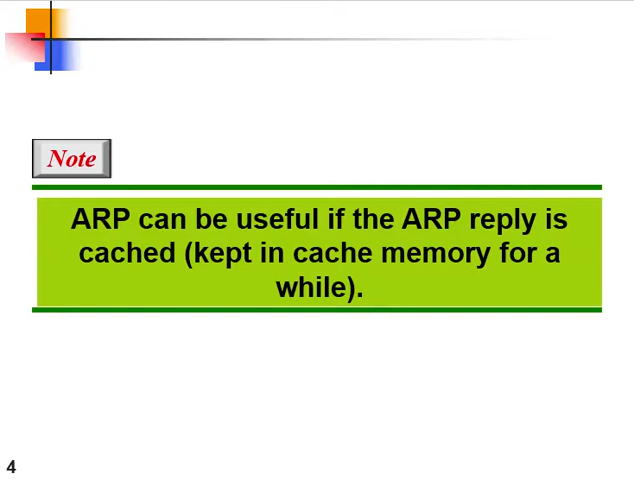 Note
ARP can be useful if the ARP reply is
cached (kept in cache memory for a
while).
4